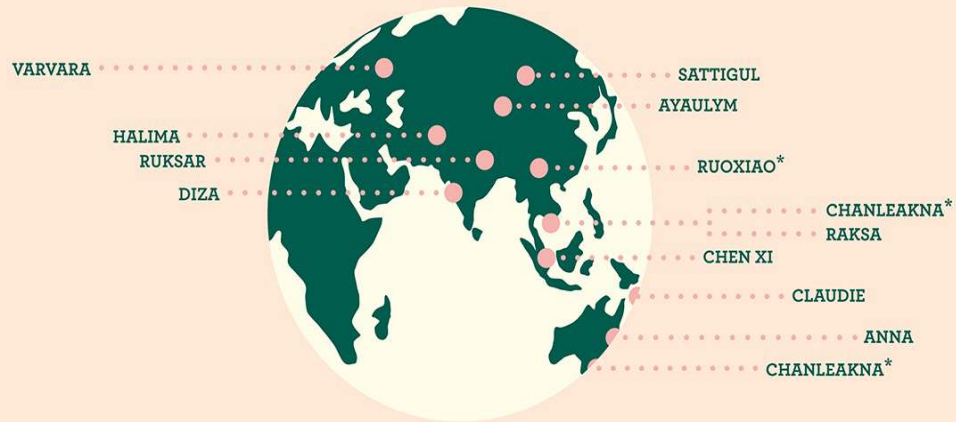 VARVARA
SATTIGUL
AYAULYM
HALIMA
RUKSAR
RUOXIAO*
DIZA
CHANLEAKNA*
RAKSA
CHEN XI
CLAUDIE
ANNA
CHANLEAKNA*